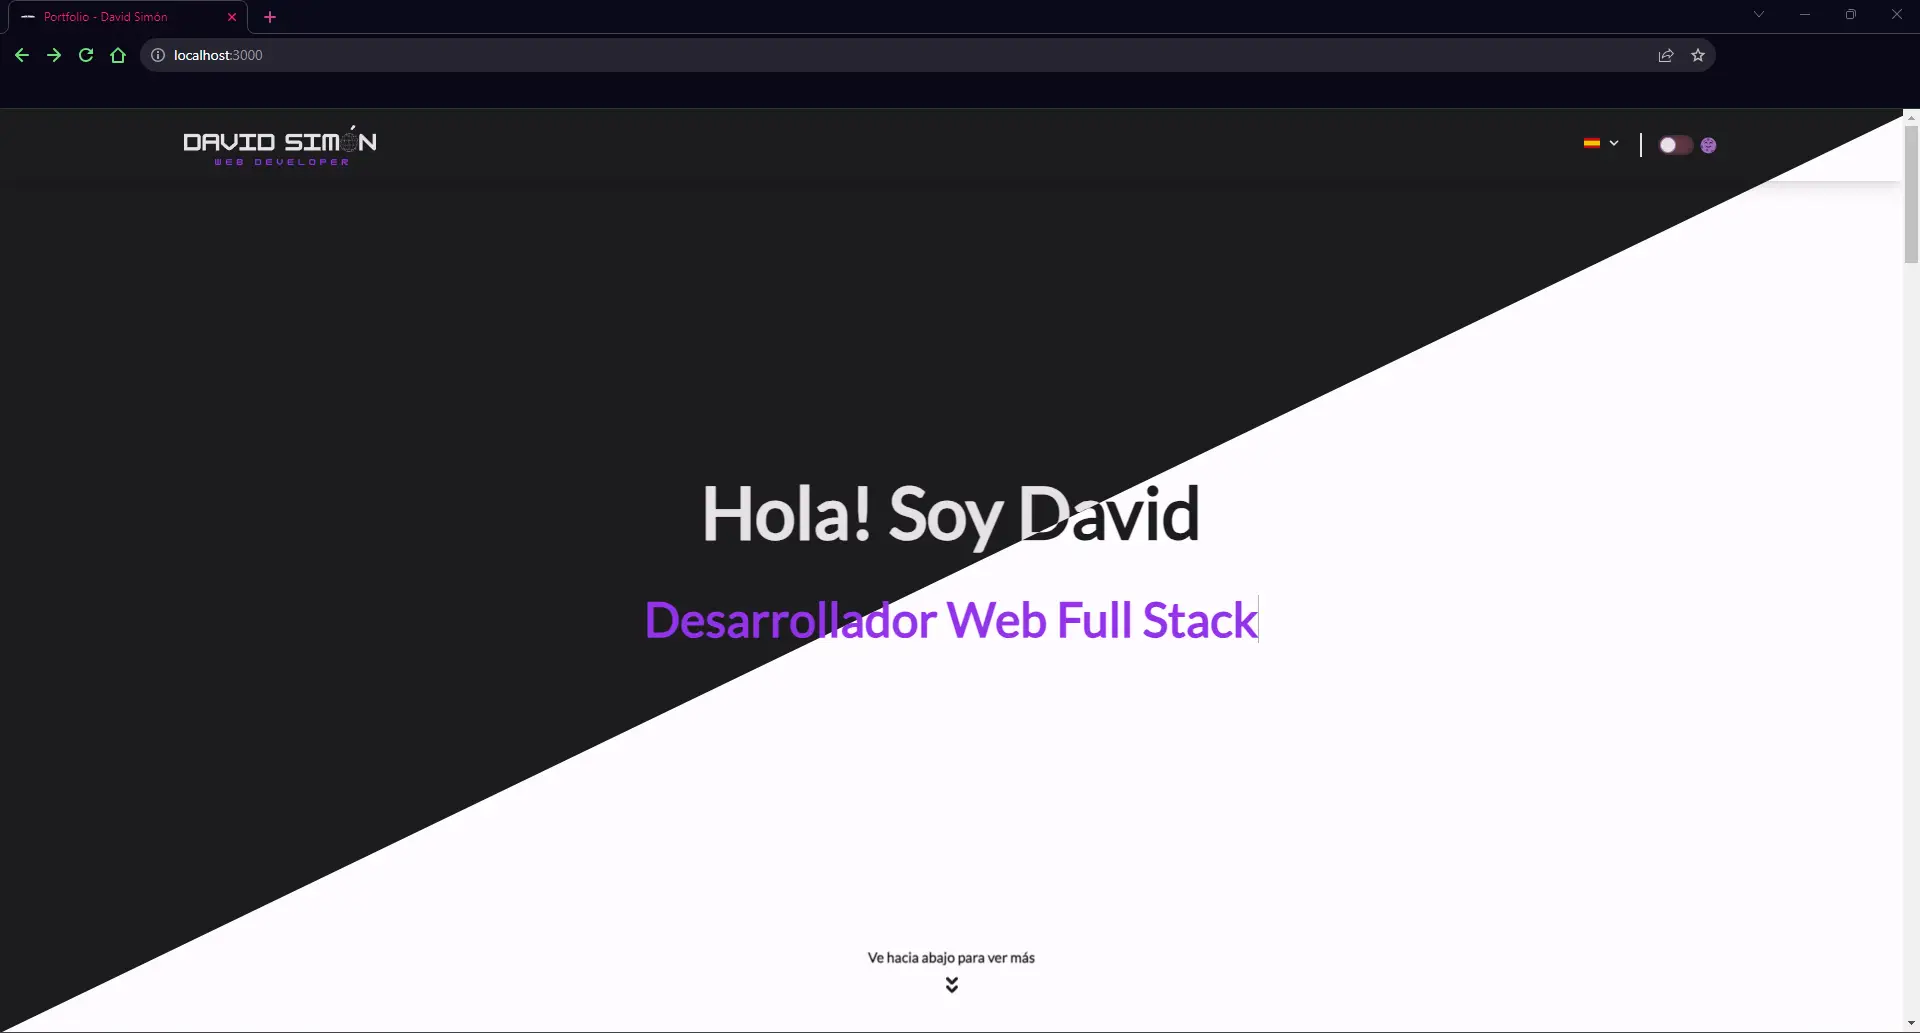 Portfolio - David Simón
localhost:3000
DAVID SIMÓN
WEB DEVELOPER
Hola! Soy David
Desarrollador Web Full Stack
Ve hacia abajo para ver más